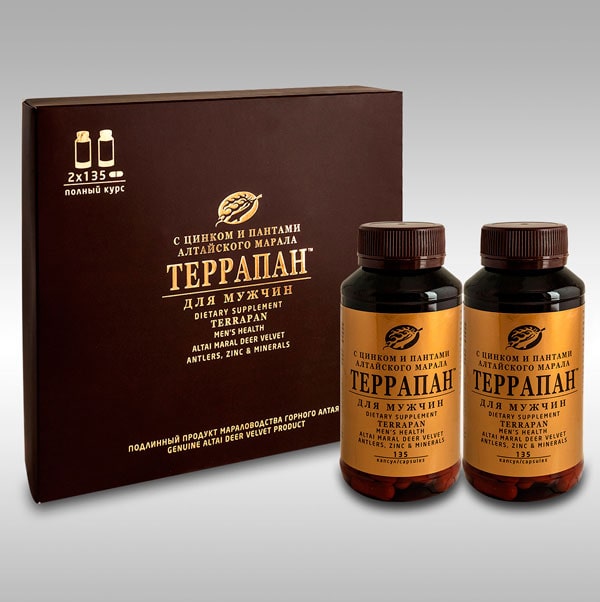 2x135
ПОЛНЫЙ КУРС
С ЦИНКОМ И ПАНТАМИ
АЛТАЙСКОГО МАРАЛА
ТЕРРАПАН™
ДЛЯ МУЖЧИН
DIETARY SUPPLEMENT
TERRAPAN
MEN'S HEALTH
ALTAI MARAL DEER VELVET
ANTLERS, ZINC & MINERALS
ПОДЛИННЫЙ ПРОДУКТ МАРАЛОВОДСТВА ГОРНОГО АЛТАЯ
GENUINE ALTAI DEER VELVET PRODUCT
С ЦИНКОМ И ПАНТАМИ
АЛТАЙСКОГО МАРАЛА
ТЕРРАПАН™
ДЛЯ МУЖЧИН
DIETARY SUPPLEMENT
TERRAPAN
MEN'S HEALTH
ALTAI MARAL DEER VELVET
ANTLERS, ZINC & MINERALS
135
капсул/capsules
С ЦИНКОМ И ПАНТАМИ
АЛТАЙСКОГО МАРАЛА
ТЕРРАПАН™
ДЛЯ МУЖЧИН
DIETARY SUPPLEMENT
TERRAPAN
MEN'S HEALTH
ALTAI MARAL DEER VELVET
ANTLERS, ZINC & MINERALS
135
капсул/capsules